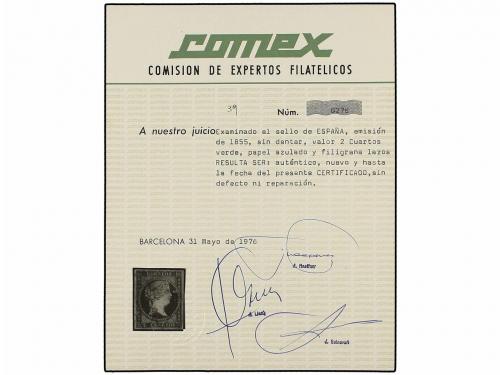 comex
COMISION DE EXPERTOS FILATELICOS
39
Núm. 0276
A nuestro juicio Examinado el sello de ESPAÑA, emisión
de 1855, sin dentar, valor 2 Cuartos
verde, papel azulado y filigrana lazos
RESULTA SER: auténtico, nuevo y hasta
la fecha del presente CERTIFICADO, sin
defecto ni reparación.
BARCELONA 31 Mayo de 1976